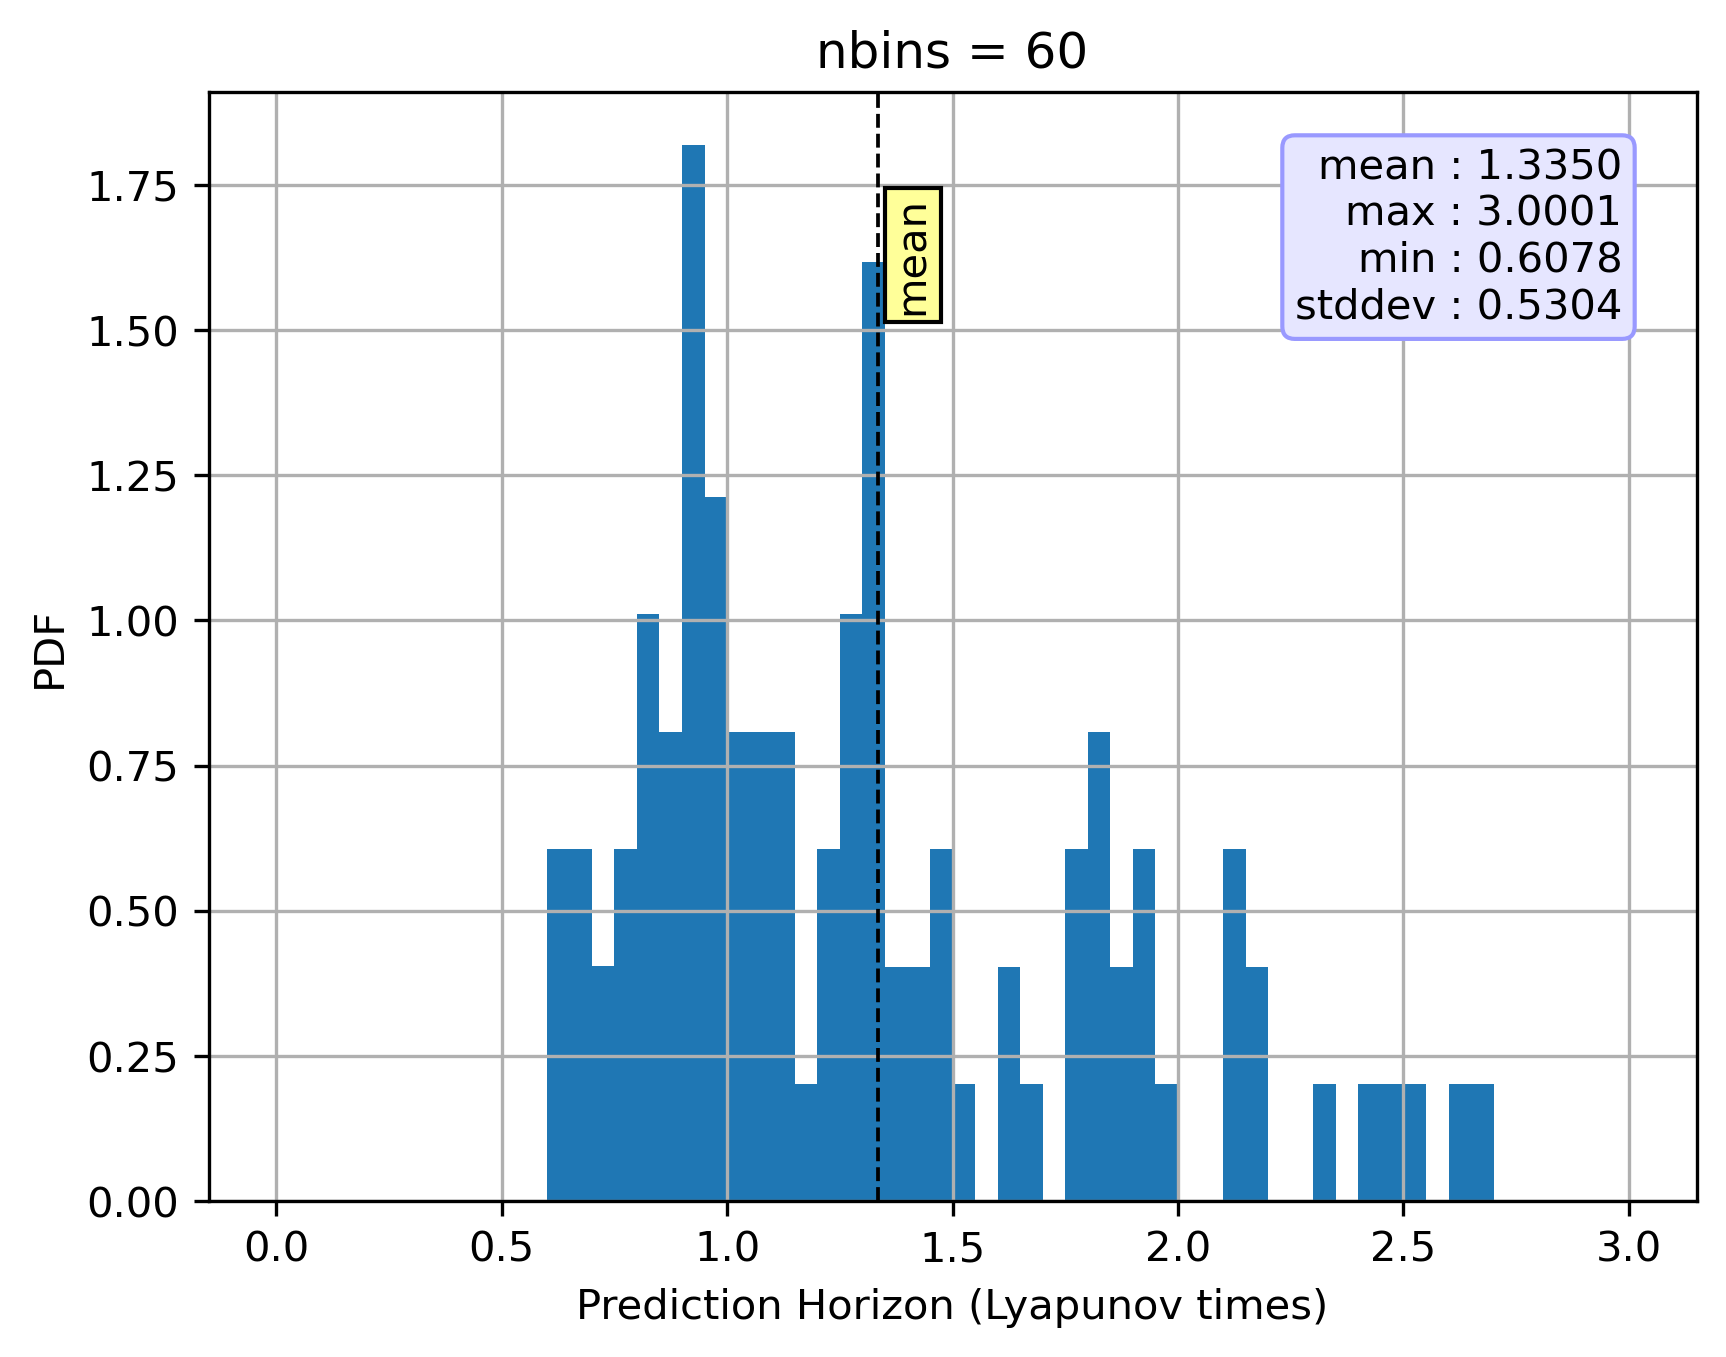 nbins = 60
mean : 1.3350
max : 3.0001
min : 0.6078
stddev : 0.5304
mean
PDF
1.75
1.50
1.25
1.00
0.75
0.50
0.25
0.00
0.0 0.5 1.0 1.5 2.0 2.5 3.0
Prediction Horizon (Lyapunov times)